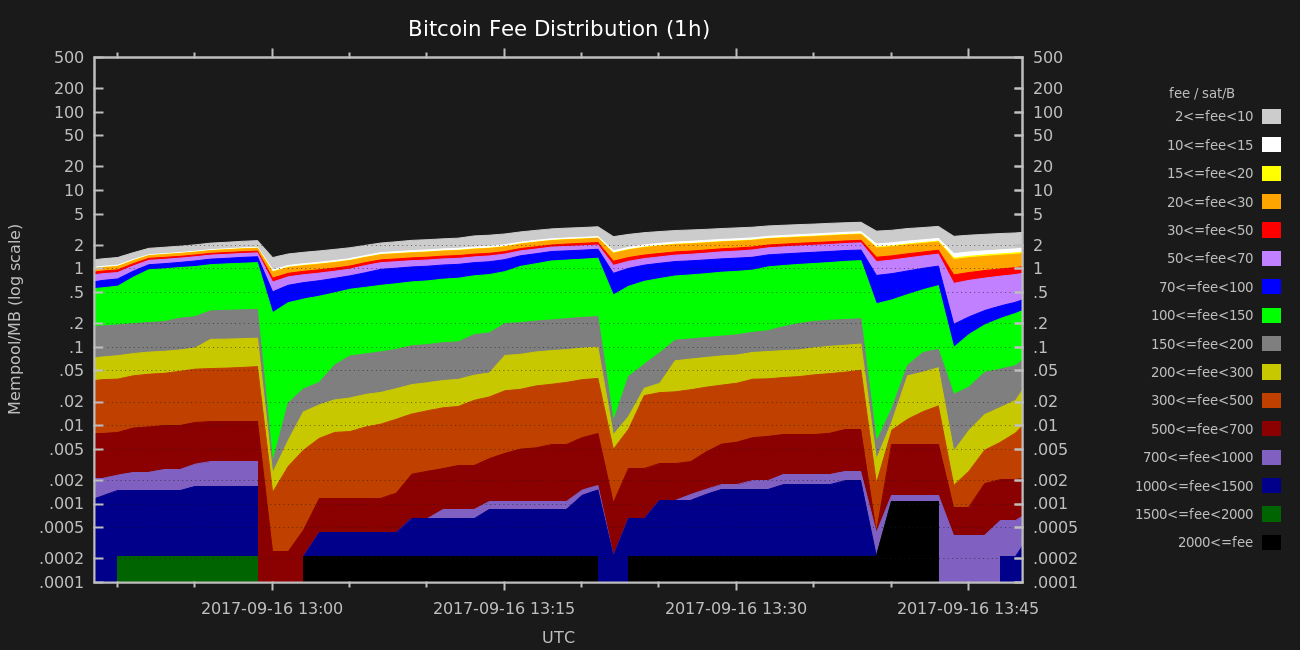 Bitcoin Fee Distribution (1h)
Mempool/MB (log scale)
500
200
100
50
20
10
5
2
1
.5
.2
.1
.05
.02
.01
.005
.002
.001
.0005
.0002
.0001
500
200
100
50
20
10
5
2
1
.5
.2
.1
.05
.02
.01
.005
.002
.001
.0005
.0002
.0001
2017-09-16 13:00 2017-09-16 13:15 2017-09-16 13:30 2017-09-16 13:45
UTC
fee / sat/B
2<=fee<10
10<=fee<15
15<=fee<20
20<=fee<30
30<=fee<50
50<=fee<70
70<=fee<100
100<=fee<150
150<=fee<200
200<=fee<300
300<=fee<500
500<=fee<700
700<=fee<1000
1000<=fee<1500
1500<=fee<2000
2000<=fee